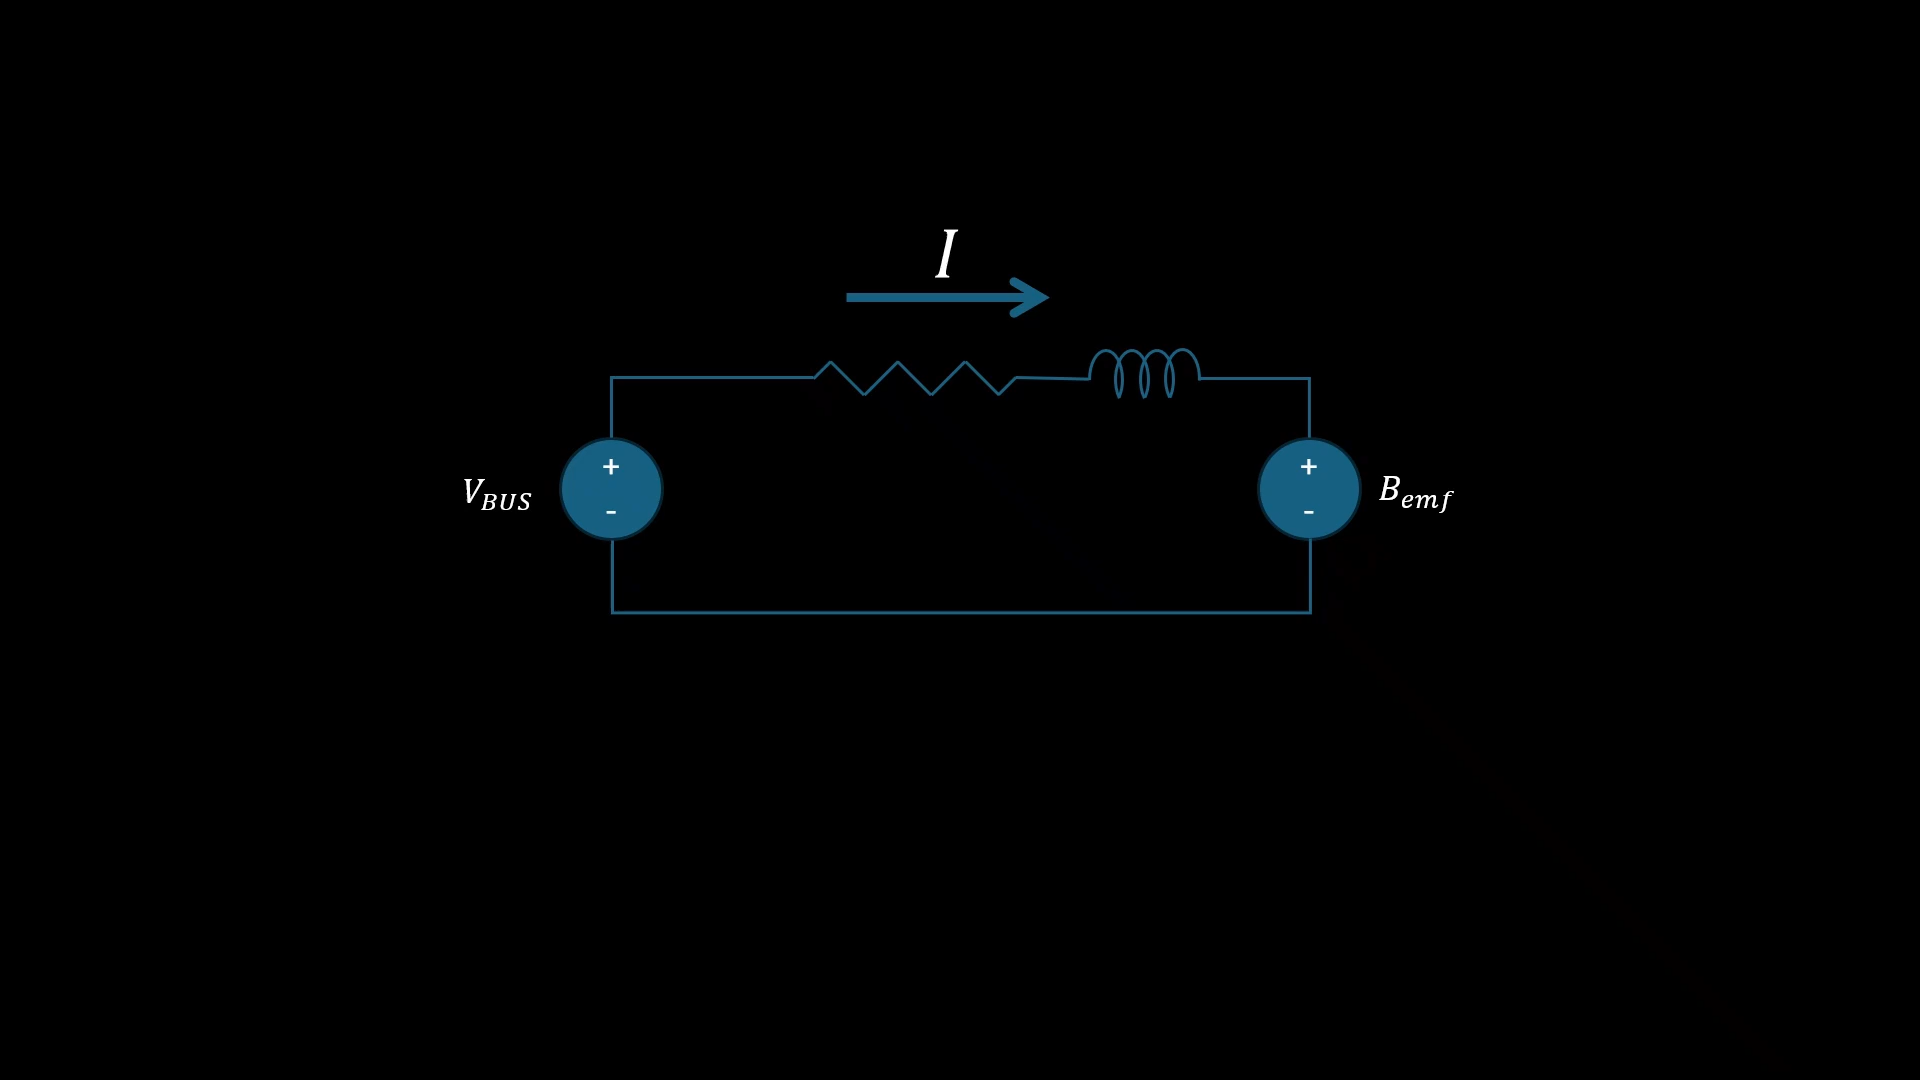 I
V_BUS
+
-
+
-
B_emf